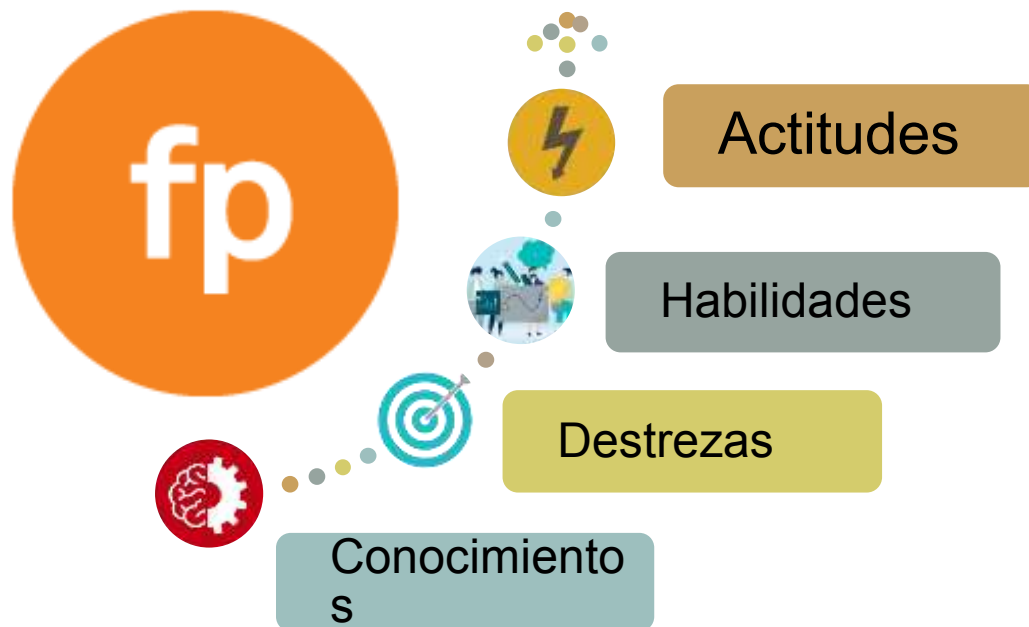 fp
Actitudes
Habilidades
Destrezas
Conocimiento
s